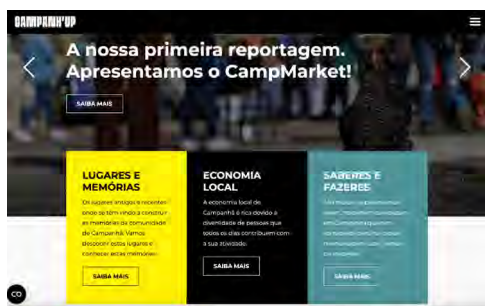 CAMPANH'UP
A nossa primeira reportagem.
Apresentamos o CampMarket!
SAIBA MAIS
LUGARES E
MEMÓRIAS
Os lugares antigos e recentes
onde se têm vindo a construir
as memórias da comunidade
de Campanhã. Vamos
descobrir estes lugares e
conhecer estas memórias.
SAIBA MAIS
ECONOMIA
LOCAL
A economia local de
Campanhã é rica devido à
diversidade de pessoas que
todos os dias contribuem com
a sua atividade.
SAIBA MAIS
SABERES E
FAZERES
SAIBA MAIS